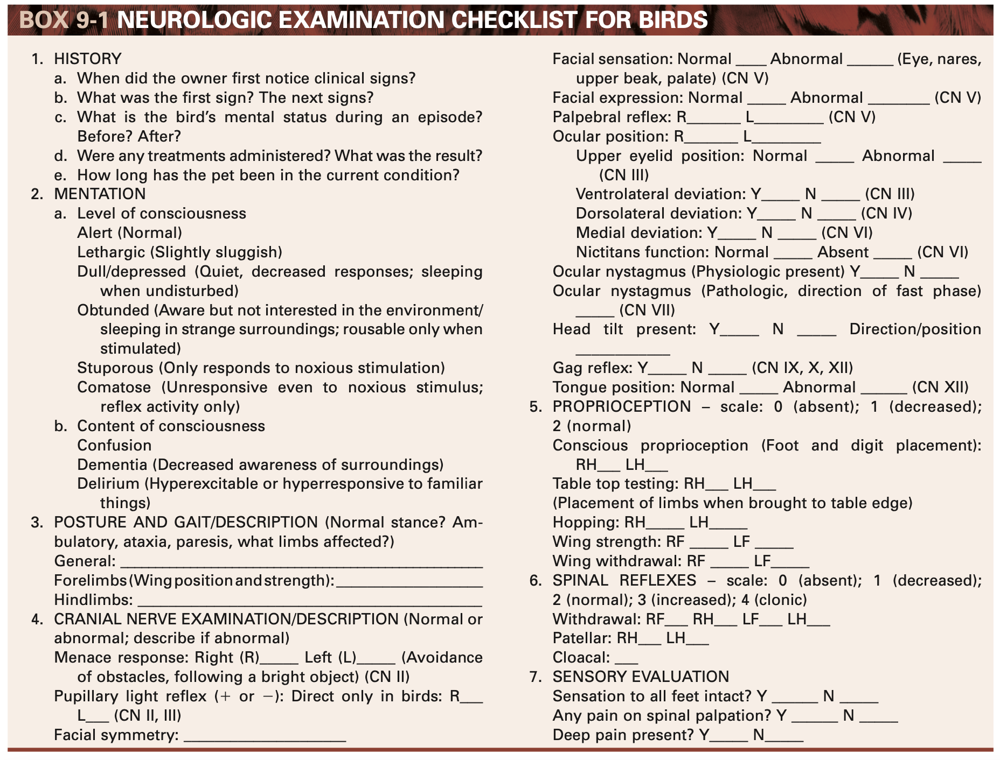 BOX 9-1 NEUROLOGIC EXAMINATION CHECKLIST FOR BIRDS
1. HISTORY
a. When did the owner first notice clinical signs?
b. What was the first sign? The next signs?
c. What is the bird's mental status during an episode?
Before? After?
d. Were any treatments administered? What was the result?
e. How long has the pet been in the current condition?
2. MENTATION
a. Level of consciousness
Alert (Normal)
Lethargic (Slightly sluggish)
Dull/depressed (Quiet, decreased responses; sleeping
when undisturbed)
Obtunded (Aware but not interested in the environment/
sleeping in strange surroundings; rousable only when
stimulated)
Stuporous (Only responds to noxious stimulation)
Comatose (Unresponsive even to noxious stimulus;
reflex activity only)
b. Content of consciousness
Confusion
Dementia (Decreased awareness of surroundings)
Delirium (Hyperexcitable or hyperresponsive to familiar
things)
3. POSTURE AND GAIT/DESCRIPTION (Normal stance? Am-
bulatory, ataxia, paresis, what limbs affected?)
General: _______________________________________________
Forelimbs (Wing position and strength): ___________________
Hindlimbs: _____________________________________________
4. CRANIAL NERVE EXAMINATION/DESCRIPTION (Normal or
abnormal; describe if abnormal)
Menace response: Right (R)_____ Left (L)_____ (Avoidance
of obstacles, following a bright object) (CN II)
Pupillary light reflex (+ or −): Direct only in birds: R___
L___ (CN II, III)
Facial symmetry: _____________________
Facial sensation: Normal ____ Abnormal ______ (Eye, nares,
upper beak, palate) (CN V)
Facial expression: Normal _____ Abnormal ________ (CN V)
Palpebral reflex: R_______ L_________ (CN V)
Ocular position: R_______ L_________
Upper eyelid position: Normal _____ Abnormal _____
(CN III)
Ventrolateral deviation: Y_____ N _____ (CN III)
Dorsolateral deviation: Y_____ N _____ (CN IV)
Medial deviation: Y_____ N _____ (CN VI)
Nictitans function: Normal _____ Absent _____ (CN VI)
Ocular nystagmus (Physiologic present) Y_____ N _____
Ocular nystagmus (Pathologic, direction of fast phase)
_____ (CN VII)
Head tilt present: Y_____ N _____ Direction/position
____________
Gag reflex: Y_____ N _____ (CN IX, X, XII)
Tongue position: Normal _____ Abnormal ______ (CN XII)
5. PROPRIOCEPTION – scale: 0 (absent); 1 (decreased);
2 (normal)
Conscious proprioception (Foot and digit placement):
RH___ LH___
Table top testing: RH___ LH___
(Placement of limbs when brought to table edge)
Hopping: RH_____ LH_____
Wing strength: RF _____ LF _____
Wing withdrawal: RF _____ LF_____
6. SPINAL REFLEXES – scale: 0 (absent); 1 (decreased);
2 (normal); 3 (increased); 4 (clonic)
Withdrawal: RF___ RH___ LF___ LH___
Patellar: RH___ LH___
Cloacal: ___
7. SENSORY EVALUATION
Sensation to all feet intact? Y ______ N _____
Any pain on spinal palpation? Y ______ N _____
Deep pain present? Y_____ N_____